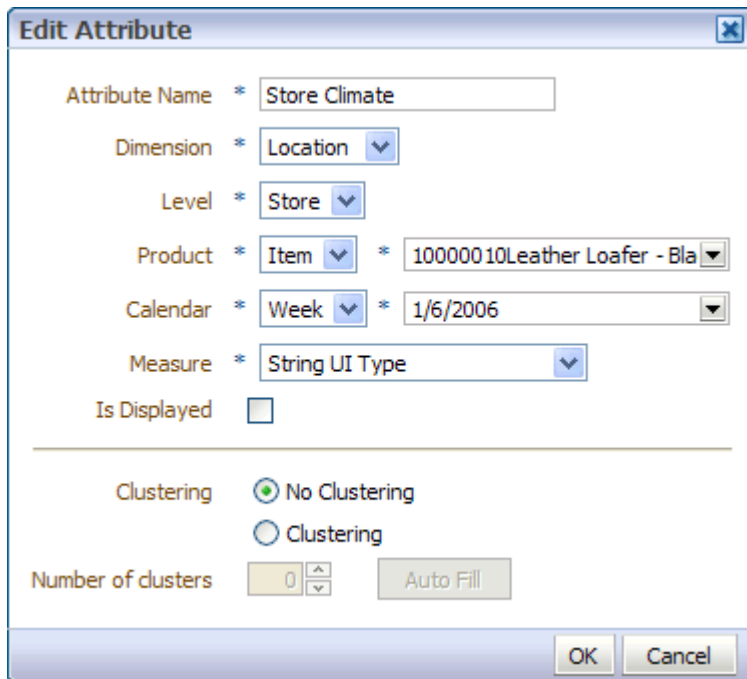 Edit Attribute
Attribute Name * Store Climate
Dimension * Location
Level * Store
Product * Item * 10000010Leather Loafer - Bla
Calendar * Week * 1/6/2006
Measure * String UI Type
Is Displayed
Clustering No Clustering
Clustering
Number of clusters 0 Auto Fill
OK Cancel